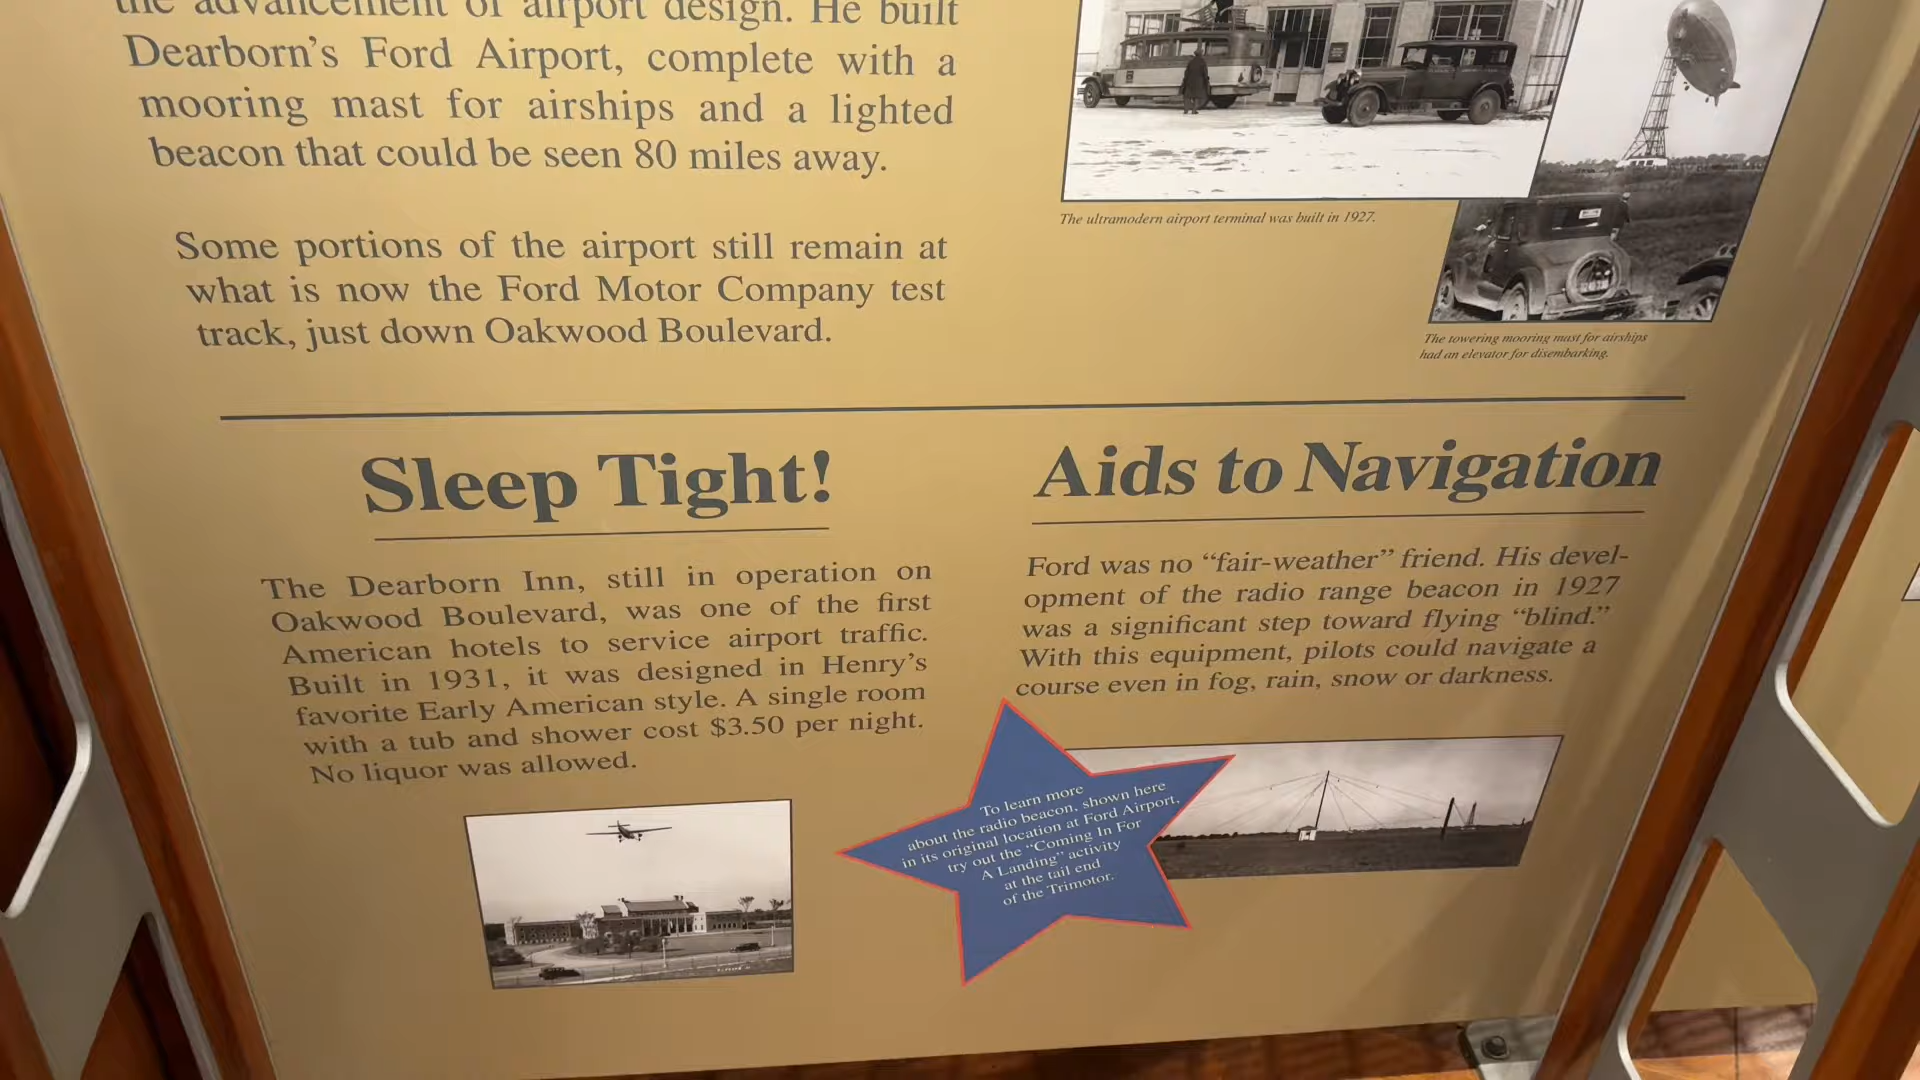 the advancement of airport design. He built
Dearborn's Ford Airport, complete with a
mooring mast for airships and a lighted
beacon that could be seen 80 miles away.
Some portions of the airport still remain at
what is now the Ford Motor Company test
track, just down Oakwood Boulevard.
The ultramodern airport terminal was built in 1927.
The towering mooring mast for airships
had an elevator for disembarking.
Sleep Tight!
The Dearborn Inn, still in operation on
Oakwood Boulevard, was one of the first
American hotels to service airport traffic.
Built in 1931, it was designed in Henry's
favorite Early American style. A single room
with a tub and shower cost $3.50 per night.
No liquor was allowed.
Aids to Navigation
Ford was no “fair-weather” friend. His devel-
opment of the radio range beacon in 1927
was a significant step toward flying “blind.”
With this equipment, pilots could navigate a
course even in fog, rain, snow or darkness.
To learn more
about the radio beacon, shown here
in its original location at Ford Airport,
try out the “Coming In For
A Landing” activity
at the tail end
of the Trimotor.